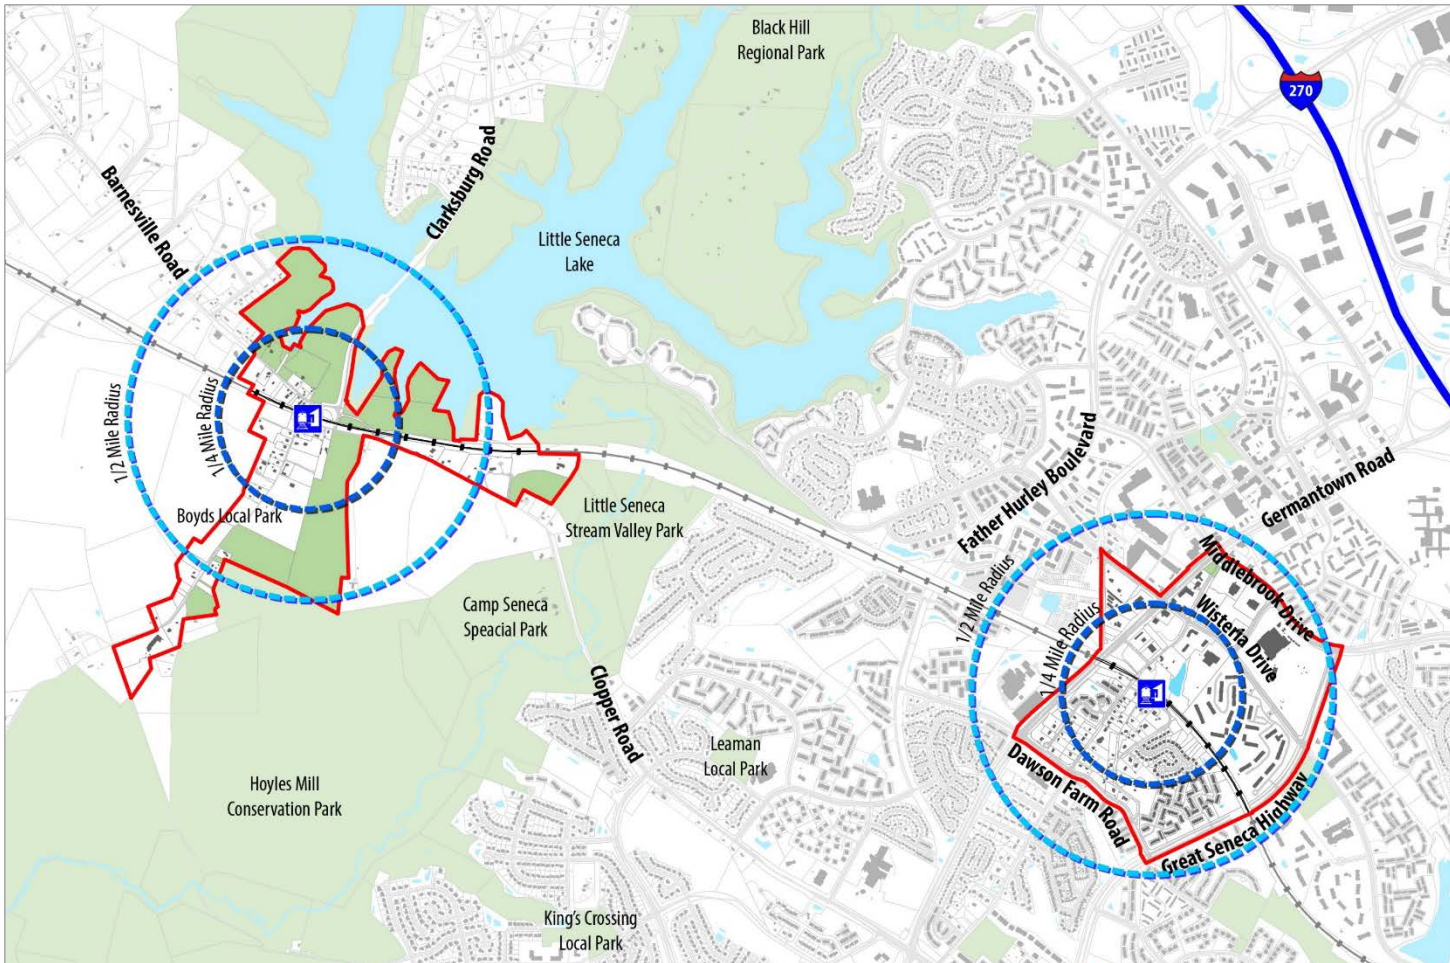 Black Hill
Regional Park
270
Clarksburg Road
Barnesville Road
Little Seneca
Lake
1/2 Mile Radius
1/4 Mile Radius
Boyds Local Park
Little Seneca
Stream Valley Park
Father Hurley Boulevard
Germantown Road
Middlebrook Drive
Wisteria Drive
1/2 Mile Radius
1/4 Mile Radius
Camp Seneca
Speacial Park
Clopper Road
Leaman
Local Park
Dawson Farm Road
Great Seneca Highway
Hoyles Mill
Conservation Park
King's Crossing
Local Park